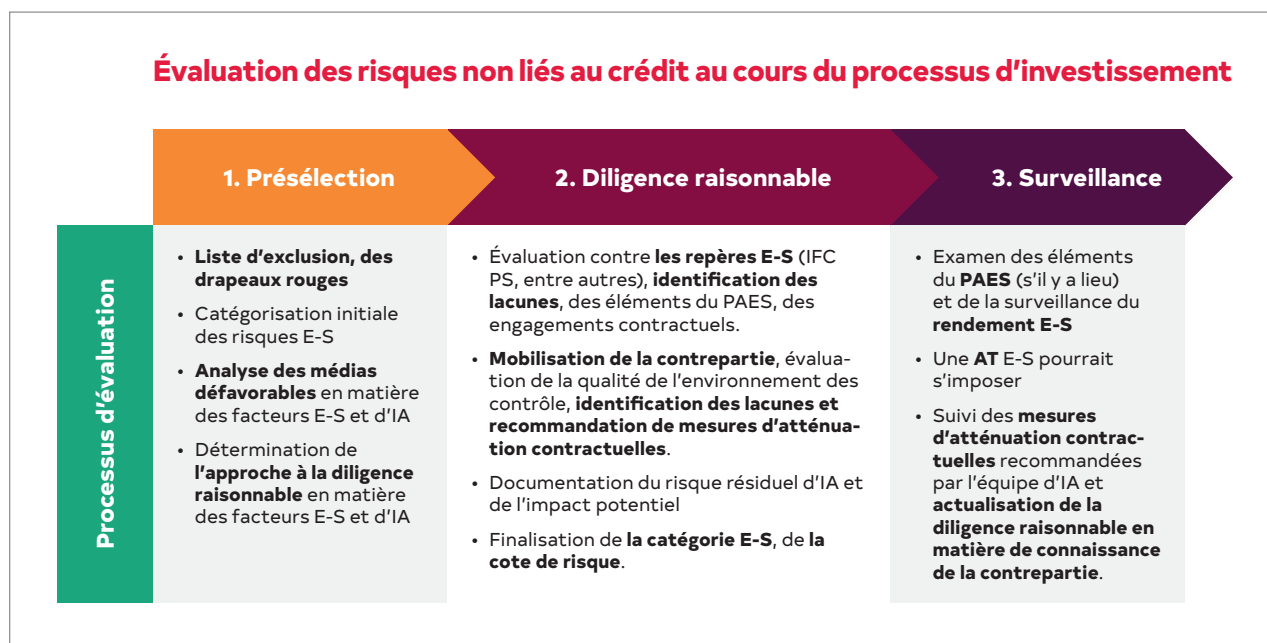 Évaluation des risques non liés au crédit au cours du processus d'investissement
1. Présélection
2. Diligence raisonnable
3. Surveillance
Processus d'évaluation
• Liste d'exclusion, des
drapeaux rouges
• Catégorisation initiale
des risques E-S
• Analyse des médias
défavorables en matière
des facteurs E-S et d'IA
• Détermination de
l'approche à la diligence
raisonnable en matière
des facteurs E-S et d'IA
• Évaluation contre les repères E-S (IFC
PS, entre autres), identification des
lacunes, des éléments du PAES, des
engagements contractuels.
• Mobilisation de la contrepartie, évalua-
tion de la qualité de l'environnement des
contrôle, identification des lacunes et
recommandation de mesures d'atténua-
tion contractuelles.
• Documentation du risque résiduel d'IA et
de l'impact potentiel
• Finalisation de la catégorie E-S, de la
cote de risque.
• Examen des éléments
du PAES (s'il y a lieu)
et de la surveillance du
rendement E-S
• Une AT E-S pourrait
s'imposer
• Suivi des mesures
d'atténuation contrac-
tuelles recommandées
par l'équipe d'IA et
actualisation de la
diligence raisonnable en
matière de connaissance
de la contrepartie.